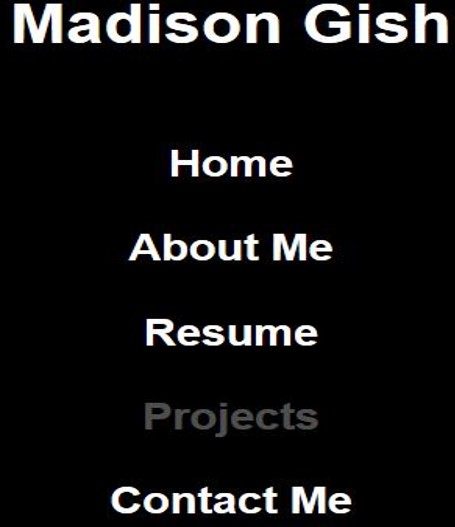 Madison Gish
Home
About Me
Resume
Projects
Contact Me